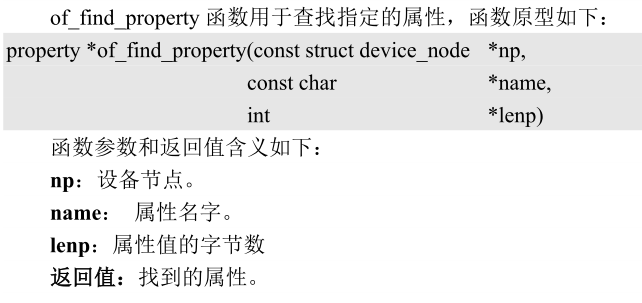 of_find_property 函数用于查找指定的属性，函数原型如下：
property *of_find_property(const struct device_node *np,
const char *name,
int *lenp)
函数参数和返回值含义如下：
np：设备节点。
name： 属性名字。
lenp：属性值的字节数
返回值：找到的属性。